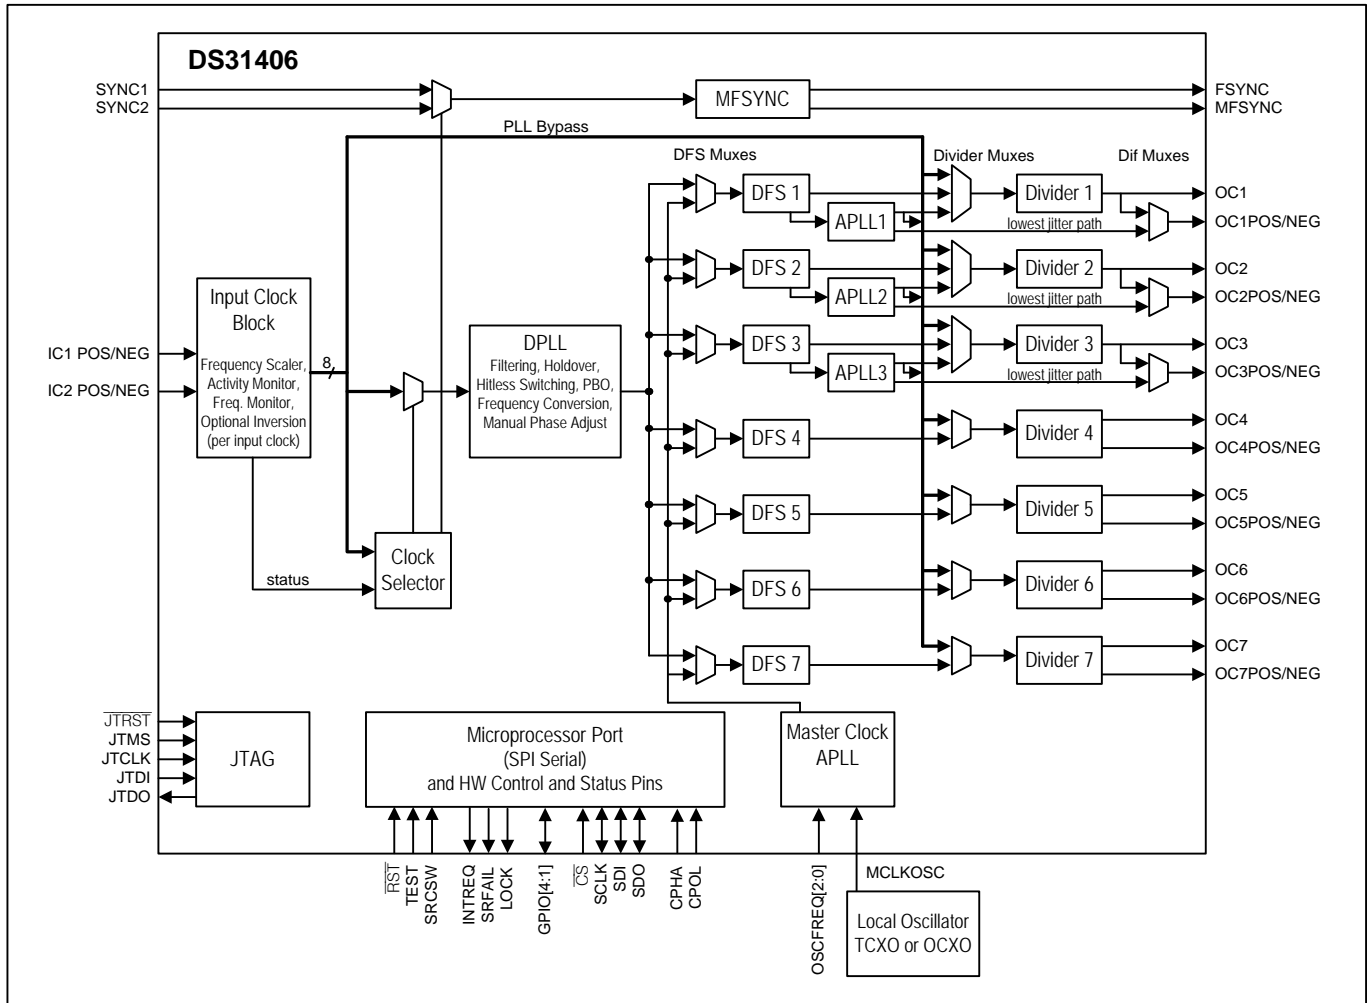 DS31406
SYNC1
SYNC2
MFSYNC
FSYNC
MFSYNC
PLL Bypass
DFS Muxes
Divider Muxes
Dif Muxes
DFS 1
Divider 1
OC1
APLL1
lowest jitter path
OC1POS/NEG
DFS 2
Divider 2
OC2
APLL2
lowest jitter path
OC2POS/NEG
Input Clock
Block
Frequency Scaler,
Activity Monitor,
Freq. Monitor,
Optional Inversion
(per input clock)
IC1 POS/NEG
IC2 POS/NEG
8
DPLL
Filtering, Holdover,
Hitless Switching, PBO,
Frequency Conversion,
Manual Phase Adjust
DFS 3
Divider 3
OC3
APLL3
lowest jitter path
OC3POS/NEG
DFS 4
Divider 4
OC4
OC4POS/NEG
DFS 5
Divider 5
OC5
OC5POS/NEG
Clock
Selector
status
DFS 6
Divider 6
OC6
OC6POS/NEG
DFS 7
Divider 7
OC7
OC7POS/NEG
JTRST
JTMS
JTCLK
JTDI
JTDO
JTAG
Microprocessor Port
(SPI Serial)
and HW Control and Status Pins
Master Clock
APLL
RST
TEST
SRCSW
INTREQ
SRFAIL
LOCK
GPIO[4:1]
CS
SCLK
SDI
SDO
CPHA
CPOL
OSCFREQ[2:0]
MCLKOSC
Local Oscillator
TCXO or OCXO